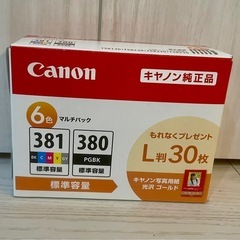 Canon
キヤノン純正品
6色
マルチパック
381
380
BK C M Y GY
PGBK
標準容量
標準容量
標準容量
もれなくプレゼント
L判30枚
キヤノン写真用紙
光沢 ゴールド